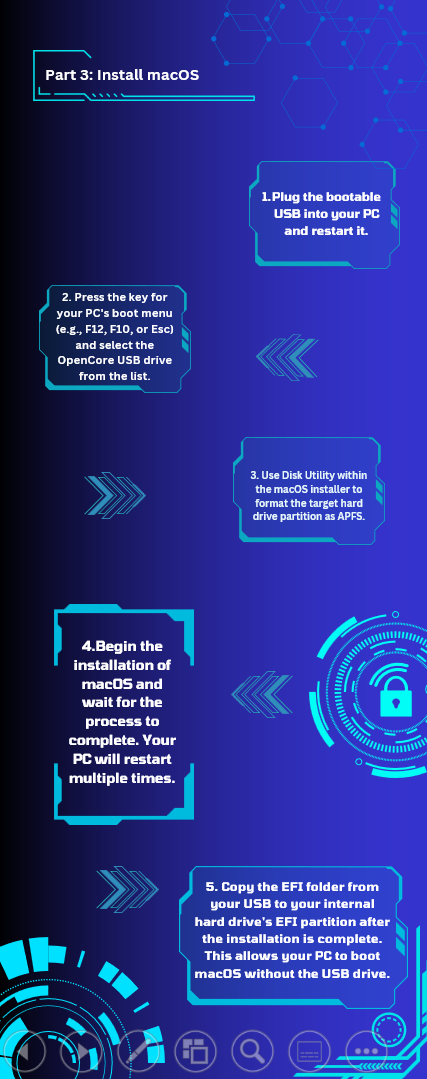 Part 3: Install macOS
1.Plug the bootable
USB into your PC
and restart it.
2. Press the key for
your PC's boot menu
(e.g., F12, F10, or Esc)
and select the
OpenCore USB drive
from the list.
3. Use Disk Utility within
the macOS installer to
format the target hard
drive partition as APFS.
4.Begin the
installation of
macOS and
wait for the
process to
complete. Your
PC will restart
multiple times.
5. Copy the EFI folder from
your USB to your internal
hard drive's EFI partition after
the installation is complete.
This allows your PC to boot
macOS without the USB drive.